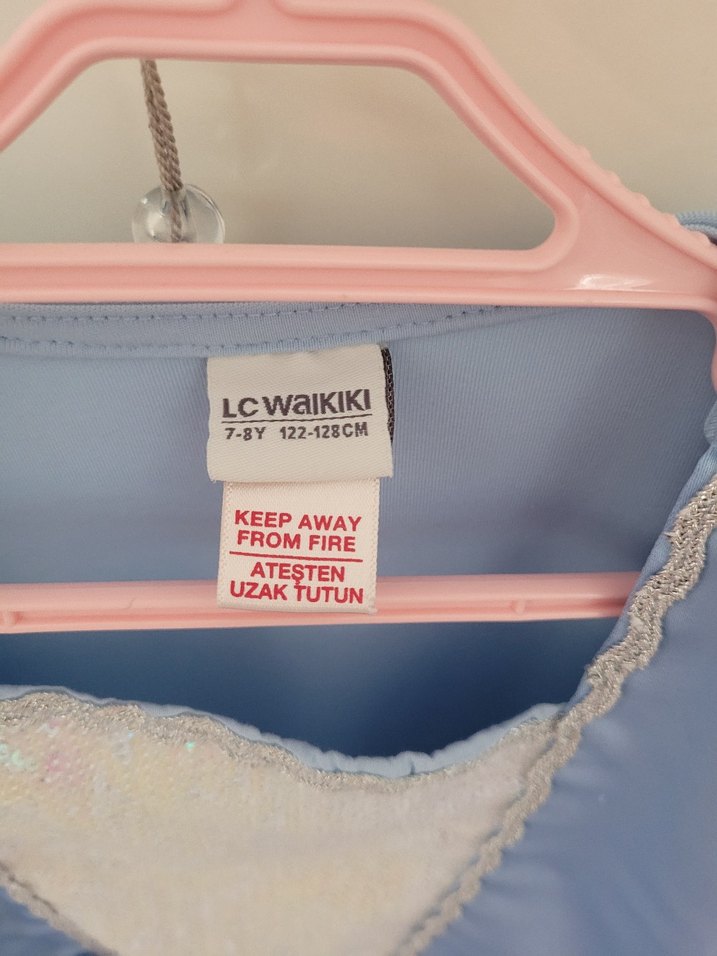 LC WaIKIKI
7-8Y 122-128CM
KEEP AWAY
FROM FIRE
ATEŞTEN
UZAK TUTUN